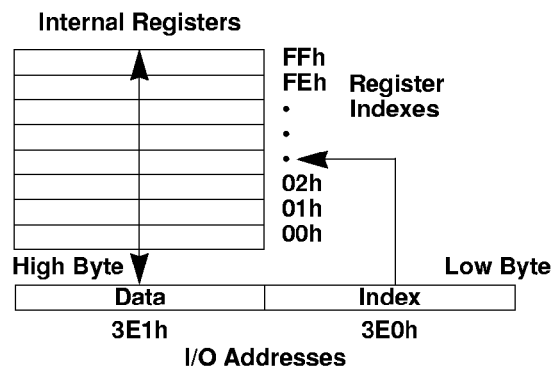 Internal Registers
FFh
FEh
Register
Indexes
02h
01h
00h
High Byte
Low Byte
Data
Index
3E1h
3E0h
I/O Addresses